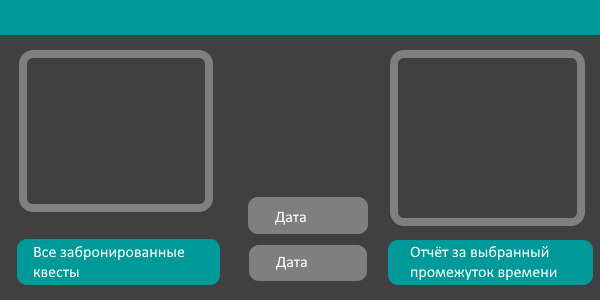 Дата
Дата
Все забронированные
квесты
Отчёт за выбранный
промежуток времени